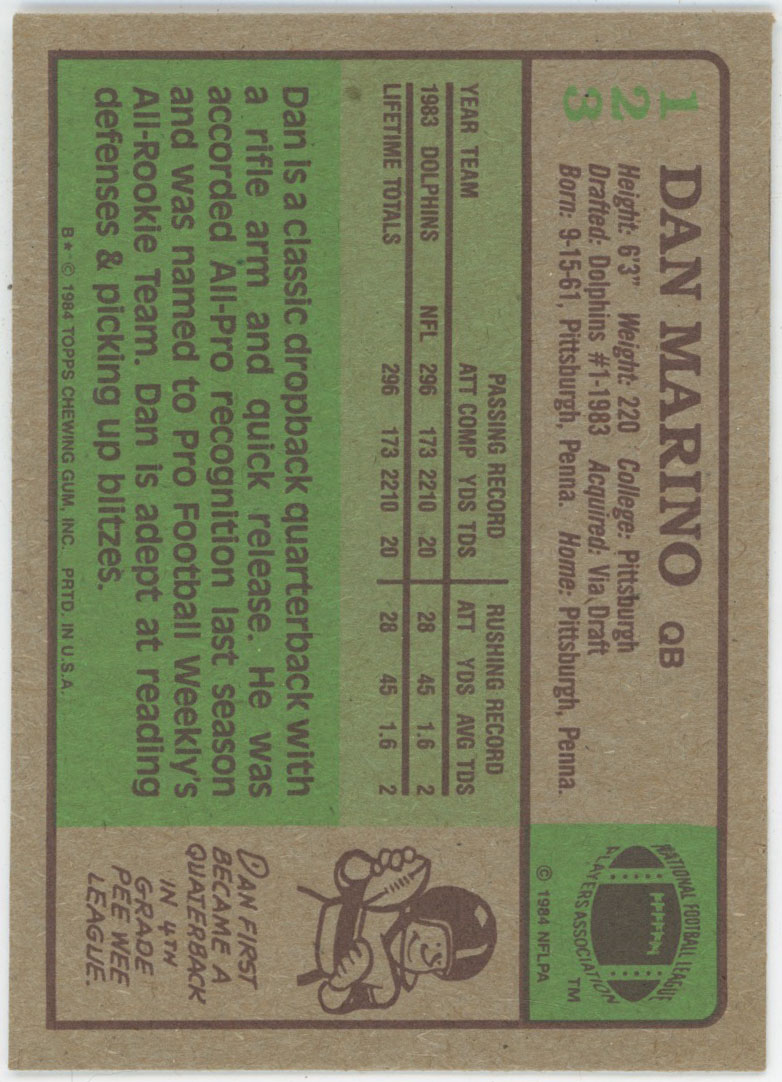 1
2
3
DAN MARINO QB
Height: 6'3" Weight: 220 College: Pittsburgh
Drafted: Dolphins #1-1983 Acquired: Via Draft
Born: 9-15-61, Pittsburgh, Penna. Home: Pittsburgh, Penna.
NATIONAL FOOTBALL LEAGUE
PLAYERS ASSOCIATION
TM
© 1984 NFLPA
PASSING RECORD RUSHING RECORD
YEAR TEAM ATT COMP YDS TDS ATT YDS AVG TDS
1983 DOLPHINS NFL 296 173 2210 20 28 45 1.6 2
LIFETIME TOTALS 296 173 2210 20 28 45 1.6 2
Dan is a classic dropback quarterback with
a rifle arm and quick release. He was
accorded All-Pro recognition last season
and was named to Pro Football Weekly's
All-Rookie Team. Dan is adept at reading
defenses & picking up blitzes.
B★ © 1984 TOPPS CHEWING GUM, INC. PRTD. IN U.S.A.
DAN FIRST
BECAME A
QUATERBACK
IN 4TH
GRADE
PEE WEE
LEAGUE.